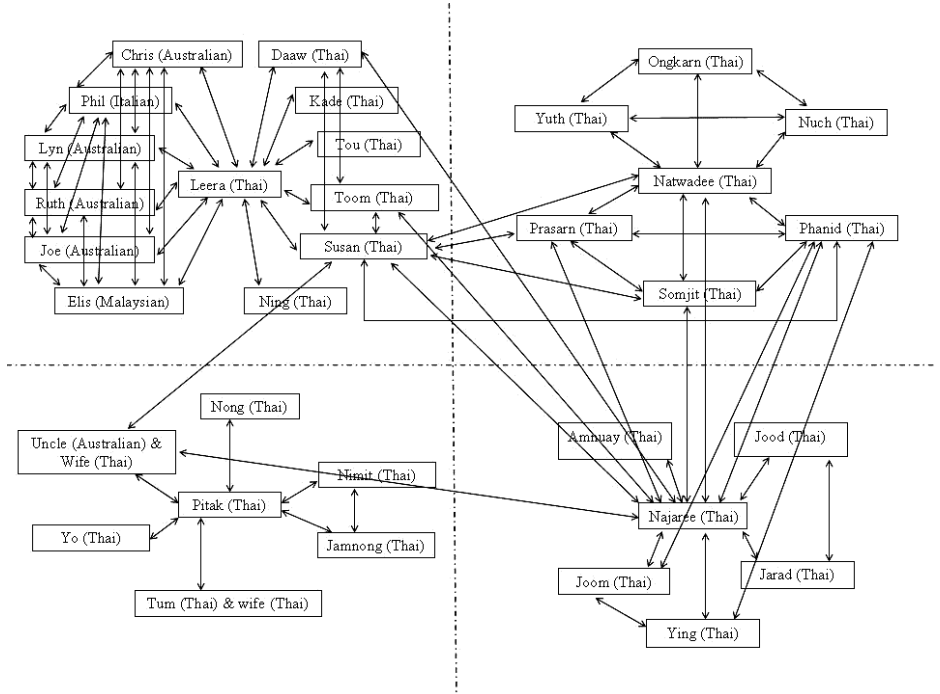 Chris (Australian)
Daaw (Thai)
Phil (Italian)
Kade (Thai)
Lyn (Australian)
Tou (Thai)
Leera (Thai)
Ruth (Australian)
Toom (Thai)
Joe (Australian)
Susan (Thai)
Elis (Malaysian)
Ning (Thai)
Ongkarn (Thai)
Yuth (Thai)
Nuch (Thai)
Natwadee (Thai)
Prasarn (Thai)
Phanid (Thai)
Somjit (Thai)
Nong (Thai)
Uncle (Australian) &
Wife (Thai)
Nimit (Thai)
Pitak (Thai)
Yo (Thai)
Jamnong (Thai)
Tum (Thai) & wife (Thai)
Amnuay (Thai)
Jood (Thai)
Najaree (Thai)
Joom (Thai)
Jarad (Thai)
Ying (Thai)